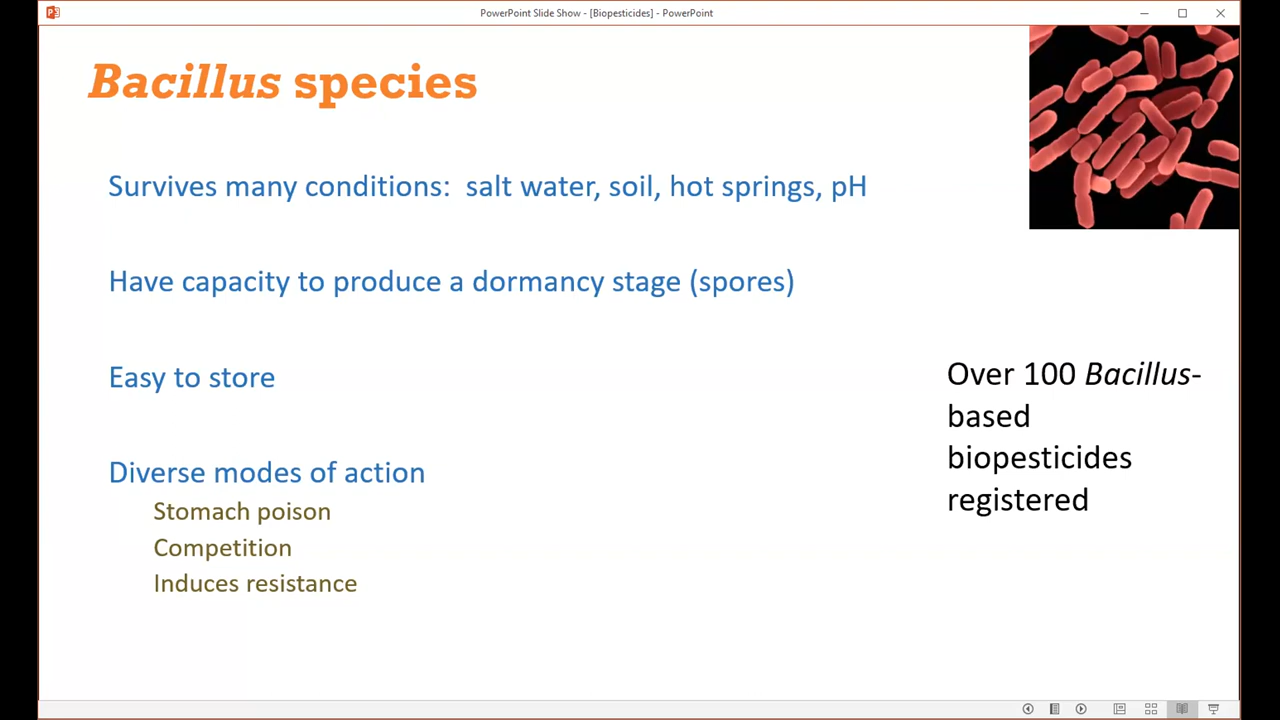 PowerPoint Slide Show - [Biopesticides] - PowerPoint
Bacillus species
Survives many conditions:  salt water, soil, hot springs, pH
Have capacity to produce a dormancy stage (spores)
Easy to store
Diverse modes of action
Stomach poison
Competition
Induces resistance
Over 100 Bacillus-
based
biopesticides
registered